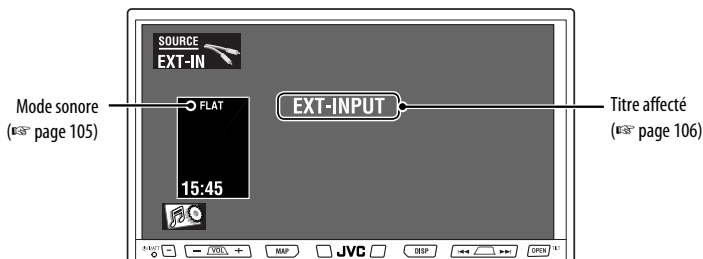 SOURCE
EXT-IN
Mode sonore
(☞ page 105)
FLAT
EXT-INPUT
Titre affecté
(☞ page 106)
15:45
VOL
MAP
JVC
DISP
OPEN
TILT